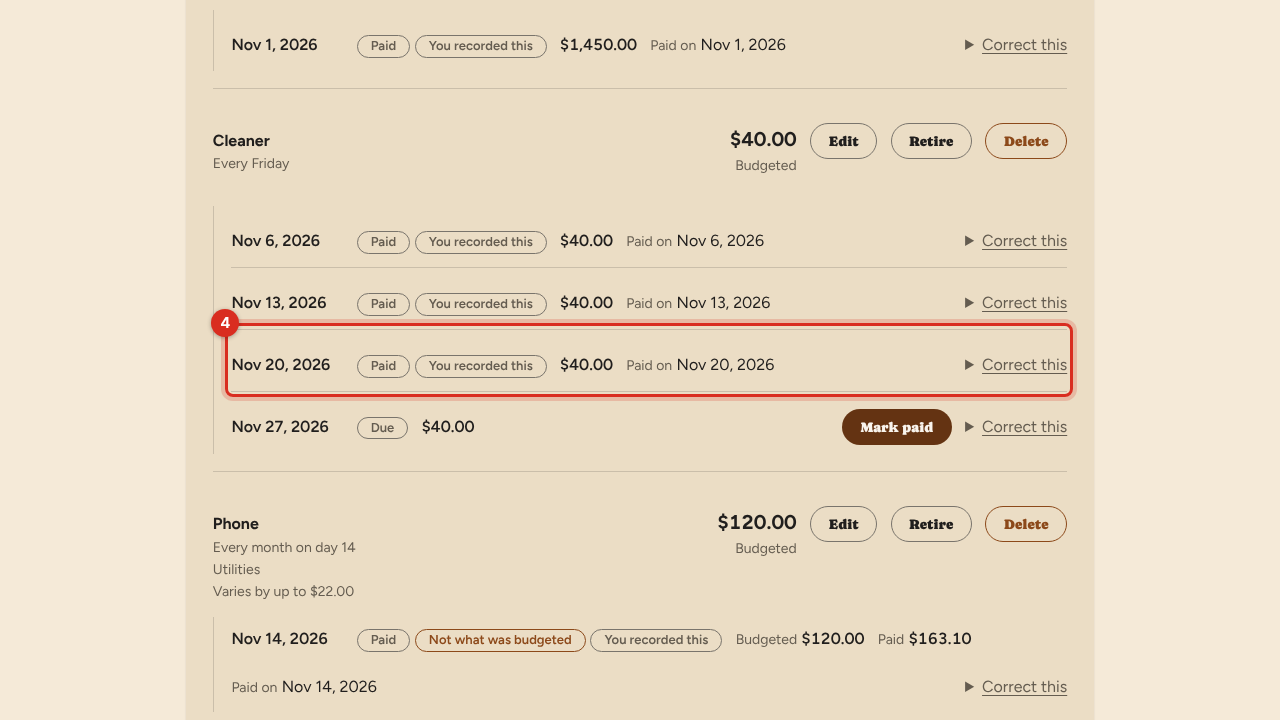 Nov 1, 2026 Paid You recorded this $1,450.00 Paid on Nov 1, 2026 Correct this
Cleaner $40.00 Edit Retire Delete
Every Friday Budgeted
Nov 6, 2026 Paid You recorded this $40.00 Paid on Nov 6, 2026 Correct this
Nov 13, 2026 Paid You recorded this $40.00 Paid on Nov 13, 2026 Correct this
4
Nov 20, 2026 Paid You recorded this $40.00 Paid on Nov 20, 2026 Correct this
Nov 27, 2026 Due $40.00 Mark paid Correct this
Phone $120.00 Edit Retire Delete
Every month on day 14 Budgeted
Utilities
Varies by up to $22.00
Nov 14, 2026 Paid Not what was budgeted You recorded this Budgeted $120.00 Paid $163.10
Paid on Nov 14, 2026 Correct this